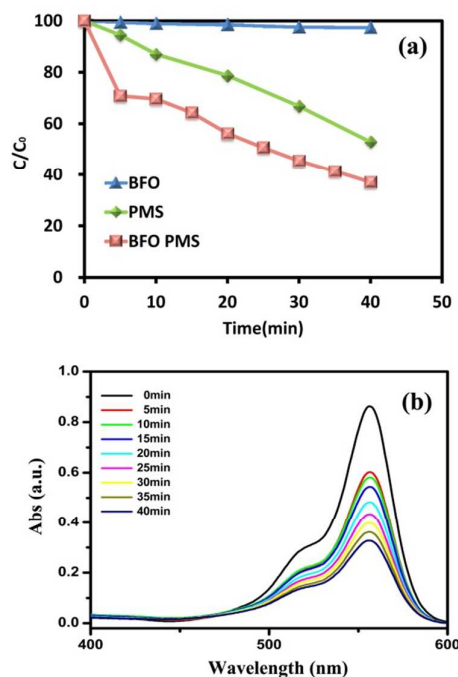 (a)
100
80
60
40
20
0
C/C₀
BFO
PMS
BFO PMS
0 10 20 30 40 50
Time(min)
(b)
1.0
0.8
0.6
0.4
0.2
0.0
Abs (a.u.)
0min
5min
10min
15min
20min
25min
30min
35min
40min
400 500 600
Wavelength (nm)